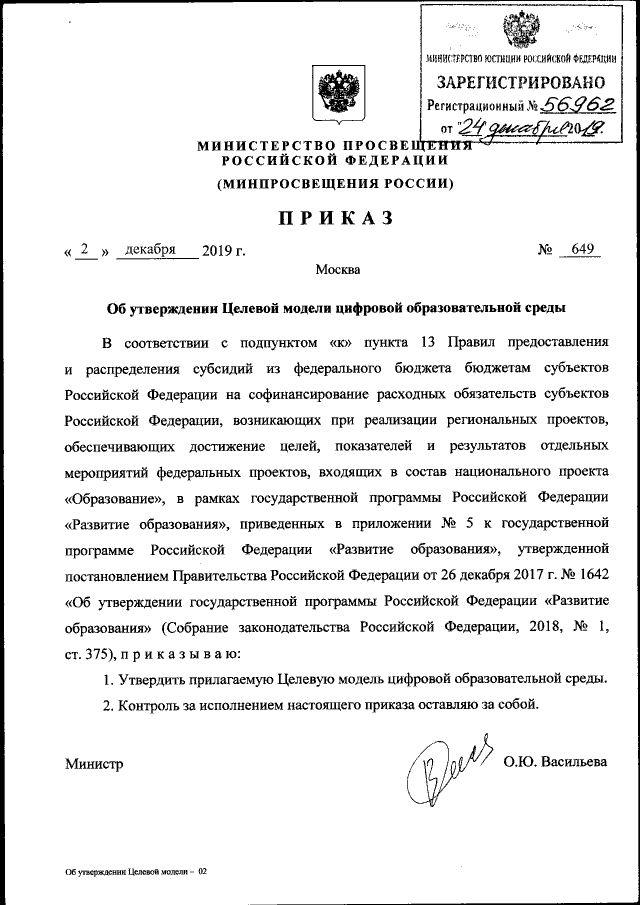 МИНИСТЕРСТВО ЮСТИЦИИ РОССИЙСКОЙ ФЕДЕРАЦИИ
ЗАРЕГИСТРИРОВАНО
Регистрационный № 56962
от "24 декабря 2019.
МИНИСТЕРСТВО ПРОСВЕЩЕНИЯ
РОССИЙСКОЙ ФЕДЕРАЦИИ
(МИНПРОСВЕЩЕНИЯ РОССИИ)
П Р И К А З
« 2 » декабря 2019 г.
№ 649
Москва
Об утверждении Целевой модели цифровой образовательной среды
В соответствии с подпунктом «к» пункта 13 Правил предоставления
и распределения субсидий из федерального бюджета бюджетам субъектов
Российской Федерации на софинансирование расходных обязательств субъектов
Российской Федерации, возникающих при реализации региональных проектов,
обеспечивающих достижение целей, показателей и результатов отдельных
мероприятий федеральных проектов, входящих в состав национального проекта
«Образование», в рамках государственной программы Российской Федерации
«Развитие образования», приведенных в приложении № 5 к государственной
программе Российской Федерации «Развитие образования», утвержденной
постановлением Правительства Российской Федерации от 26 декабря 2017 г. № 1642
«Об утверждении государственной программы Российской Федерации «Развитие
образования» (Собрание законодательства Российской Федерации, 2018, № 1,
ст. 375), п р и к а з ы в а ю:
1. Утвердить прилагаемую Целевую модель цифровой образовательной среды.
2. Контроль за исполнением настоящего приказа оставляю за собой.
Министр
О.Ю. Васильева
Об утверждении Целевой модели – 02